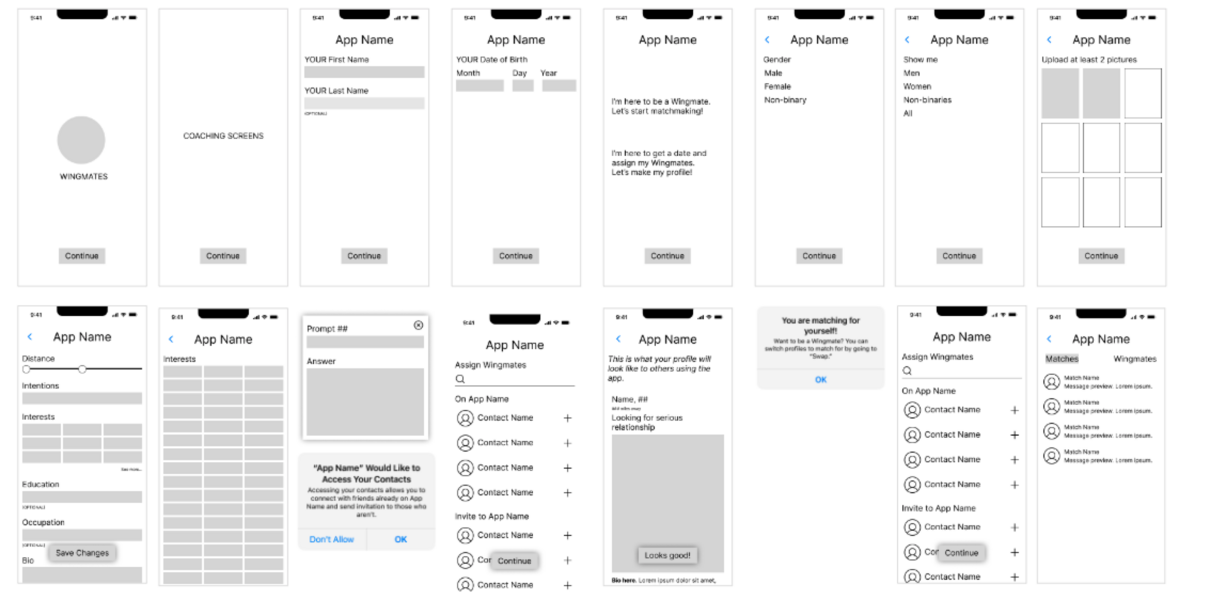 9:41
WINGMATES
Continue
COACHING SCREENS
Continue
9:41
App Name
YOUR First Name
YOUR Last Name
(OPTIONAL)
Continue
9:41
App Name
YOUR Date of Birth
Month Day Year
Continue
9:41
App Name
I'm here to be a Wingmate.
Let's start matchmaking!
I'm here to get a date and
assign my Wingmates.
Let's make my profile!
Continue
9:41
App Name
Gender
Male
Female
Non-binary
Continue
9:41
App Name
Show me
Men
Women
Non-binaries
All
Continue
9:41
App Name
Upload at least 2 pictures
Continue
9:41
App Name
Distance
Intentions
Interests
See more...
Education
(OPTIONAL)
Occupation
(OPTIONAL)
Save Changes
Bio
9:41
App Name
Interests
Prompt ##
Answer
"App Name" Would Like to
Access Your Contacts
Accessing your contacts allows you to
connect with friends already on App
Name and send invitation to those who
aren't.
Don't Allow OK
9:41
App Name
Assign Wingmates
On App Name
Contact Name
Contact Name
Contact Name
Contact Name
Invite to App Name
Contact Name
Continue
Contact Name
9:41
App Name
This is what your profile will
look like to others using the
app.
Name, ##
Looking for serious
relationship
Looks good!
Bio here. Lorem ipsum dolor sit amet,
You are matching for
yourself!
Want to be a Wingmate? You can
switch profiles to match for by going to
"Swap."
OK
9:41
App Name
Assign Wingmates
On App Name
Contact Name
Contact Name
Contact Name
Contact Name
Invite to App Name
Contact Name
Continue
Contact Name
9:41
App Name
Matches Wingmates
Match Name
Message preview. Lorem ipsum.
Match Name
Message preview. Lorem ipsum.
Match Name
Message preview. Lorem ipsum.
Match Name
Message preview. Lorem ipsum.